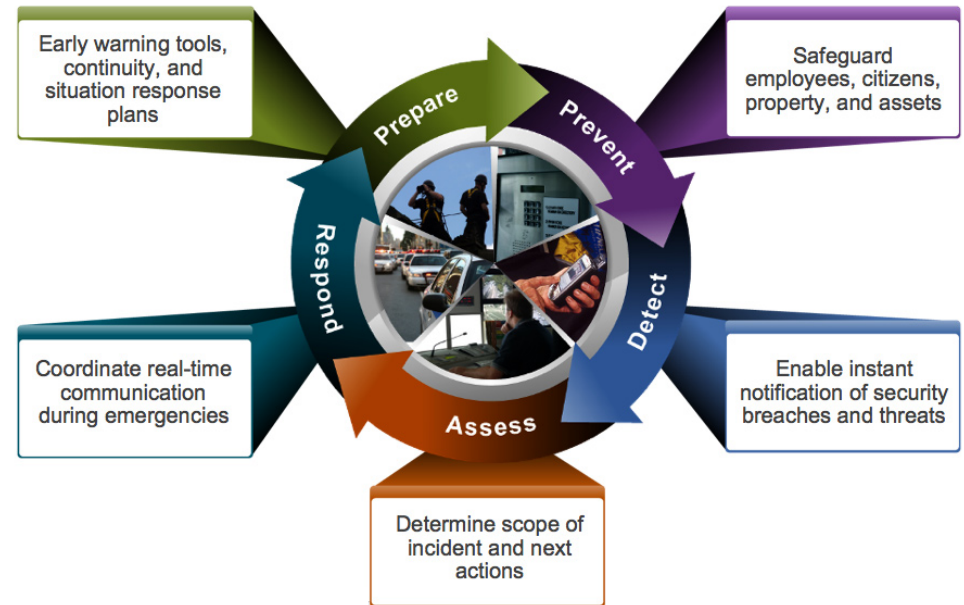 Early warning tools,
continuity, and
situation response
plans
Safeguard
employees, citizens,
property, and assets
Prepare
Prevent
Detect
Assess
Respond
Coordinate real-time
communication
during emergencies
Enable instant
notification of security
breaches and threats
Determine scope of
incident and next
actions